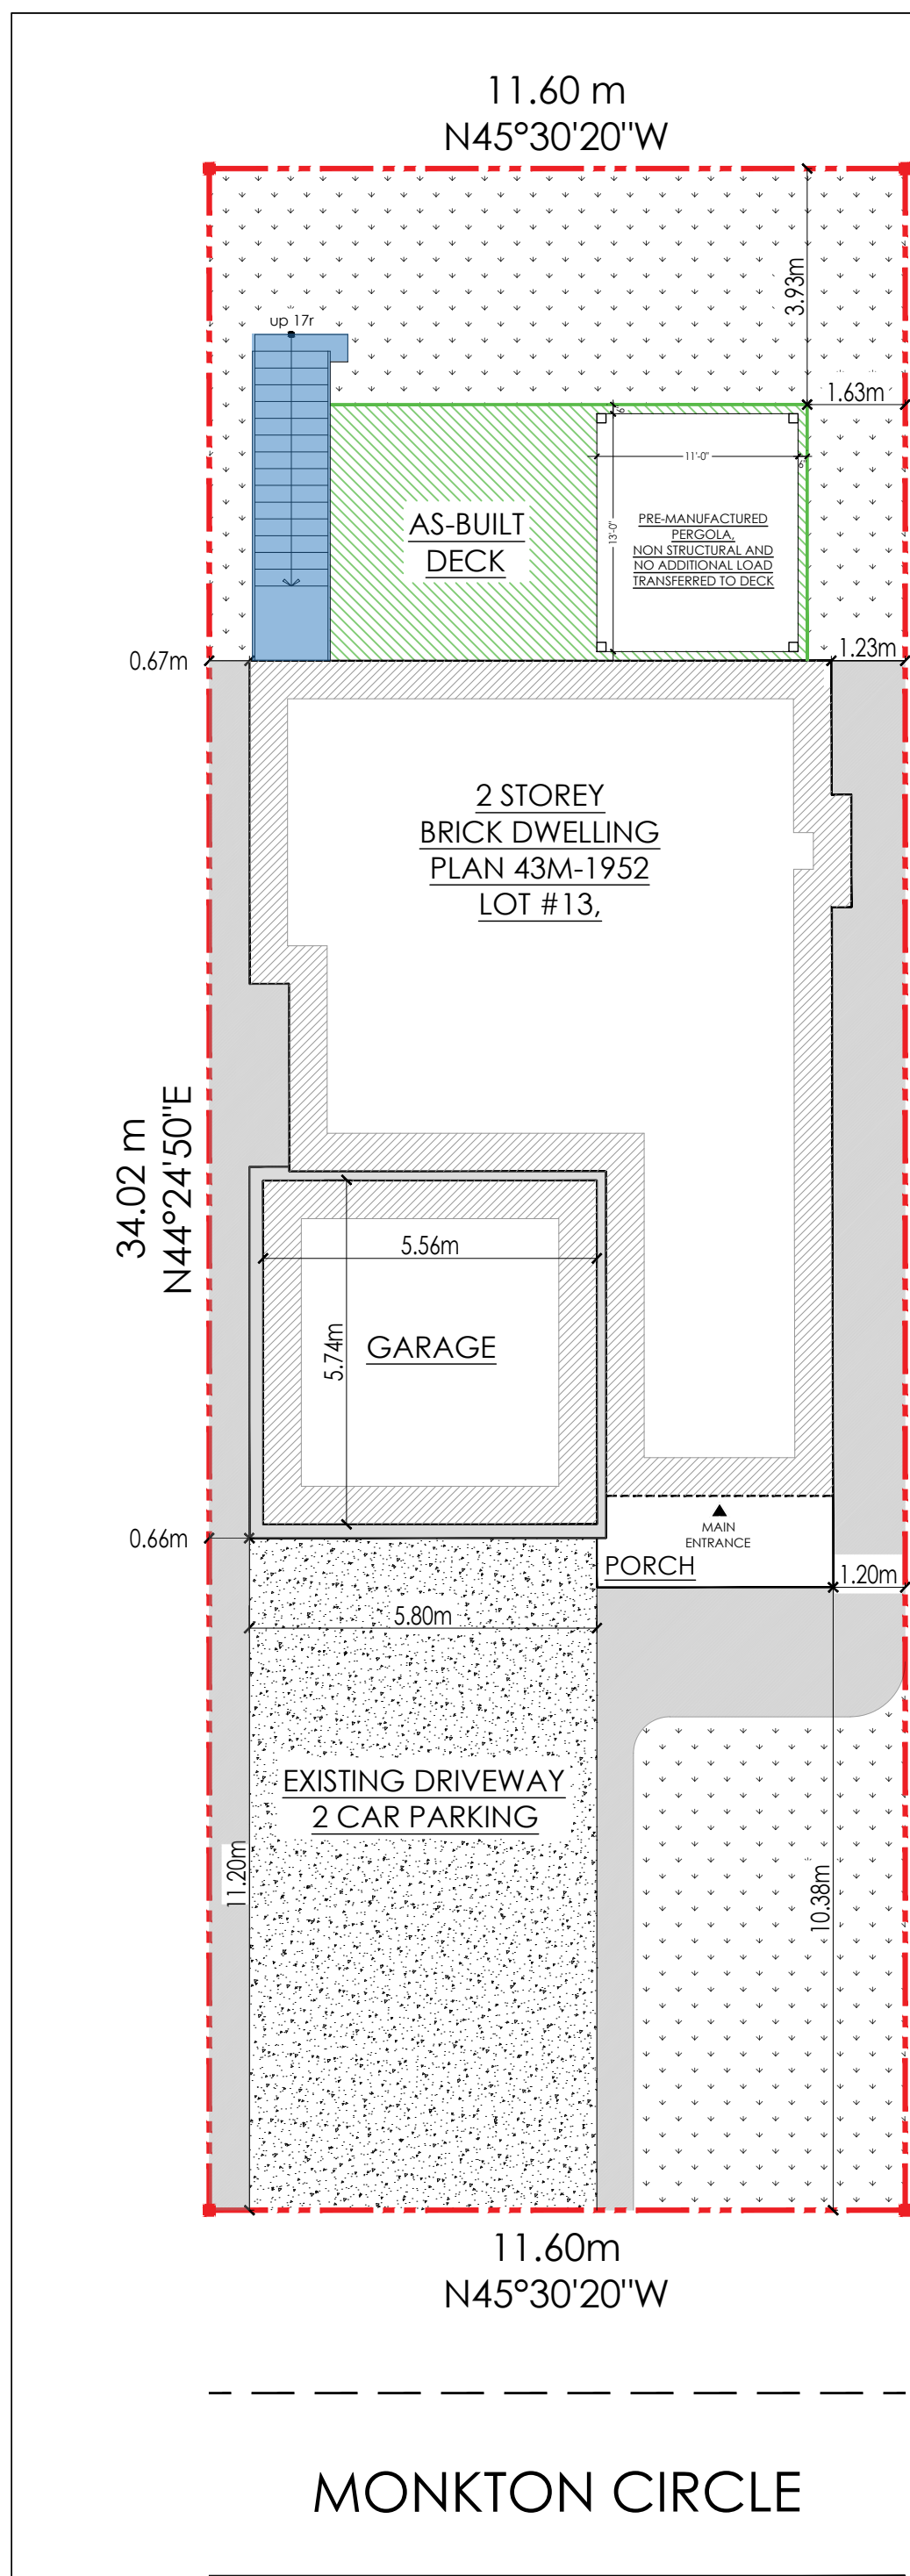 11.60 m
N45°30'20"W
3.93m
up 17r
1.63m
6"
11'-0"
6"
AS-BUILT
DECK
13'-0"
PRE-MANUFACTURED
PERGOLA,
NON STRUCTURAL AND
NO ADDITIONAL LOAD
TRANSFERRED TO DECK
0.67m
1.23m
2 STOREY
BRICK DWELLING
PLAN 43M-1952
LOT #13,
34.02 m
N44°24'50"E
5.56m
5.74m
GARAGE
0.66m
MAIN
ENTRANCE
PORCH
1.20m
5.80m
EXISTING DRIVEWAY
2 CAR PARKING
11.20m
10.38m
11.60m
N45°30'20"W
MONKTON CIRCLE